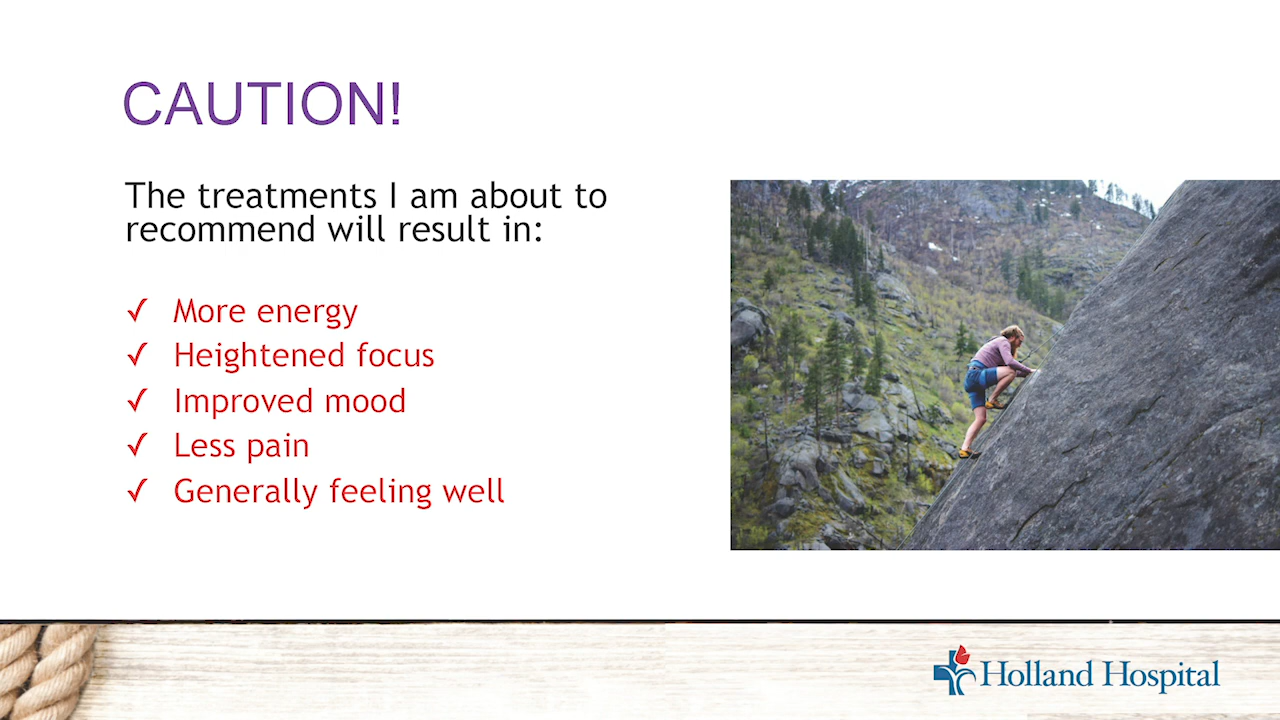 CAUTION!
The treatments I am about to
recommend will result in:
✓ More energy
✓ Heightened focus
✓ Improved mood
✓ Less pain
✓ Generally feeling well
Holland Hospital